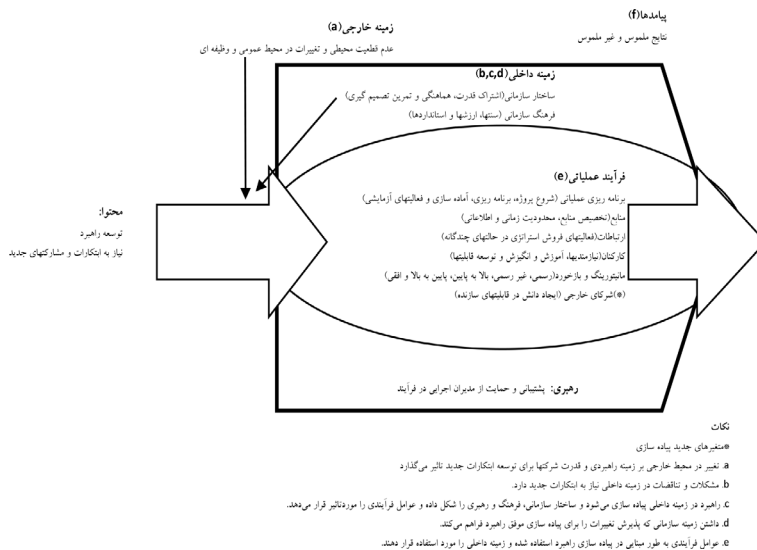 پیامدها(f)
نتایج ملموس و غیر ملموس
زمینه خارجی(a)
عدم قطعیت محیطی و تغییرات در محیط عمومی و وظیفه ای
زمینه داخلی(b,c,d)
ساختار سازمانی(اشتراک قدرت، هماهنگی و تمرین تصمیم گیری)
فرهنگ سازمانی (سنتها، ارزشها و استانداردها)
فرآیند عملیاتی(e)
برنامه ریزی عملیاتی (شروع پروژه، برنامه ریزی، آماده سازی و فعالیتهای آزمایشی)
منابع(تخصیص منابع، محدودیت زمانی و اطلاعاتی)
ارتباطات(فعالیتهای فروش استراتژی در حالتهای چندگانه)
کارکنان(نیازمندیها، آموزش و انگیزش و توسعه قابلیتها)
مانیتورینگ و بازخورد(رسمی، غیر رسمی، بالا به پایین، پایین به بالا و افقی)
(*)شرکای خارجی (ایجاد دانش در قابلیتهای سازنده)
محتوا:
توسعه راهبرد
نیاز به ابتکارات و مشارکتهای جدید
رهبری: پشتیبانی و حمایت از مدیران اجرایی در فرآیند
نکات
*متغیرهای جدید پیاده سازی
a. تغییر در محیط خارجی بر زمینه راهبردی و قدرت شرکتها برای توسعه ابتکارات جدید تاثیر می‌گذارد
b. مشکلات و تناقضات در زمینه داخلی نیاز به ابتکارات جدید دارد.
c. راهبرد در زمینه داخلی پیاده سازی می‌شود و ساختار سازمانی، فرهنگ و رهبری را شکل داده و عوامل فرآیندی را موردتاثیر قرار می‌دهد.
d. داشتن زمینه سازمانی که پذیرش تغییرات را برای پیاده سازی موفق راهبرد فراهم می‌کند.
e. عوامل فرآیندی به طور مبنایی در پیاده سازی راهبرد استفاده شده و زمینه داخلی را مورد استفاده قرار دهند.